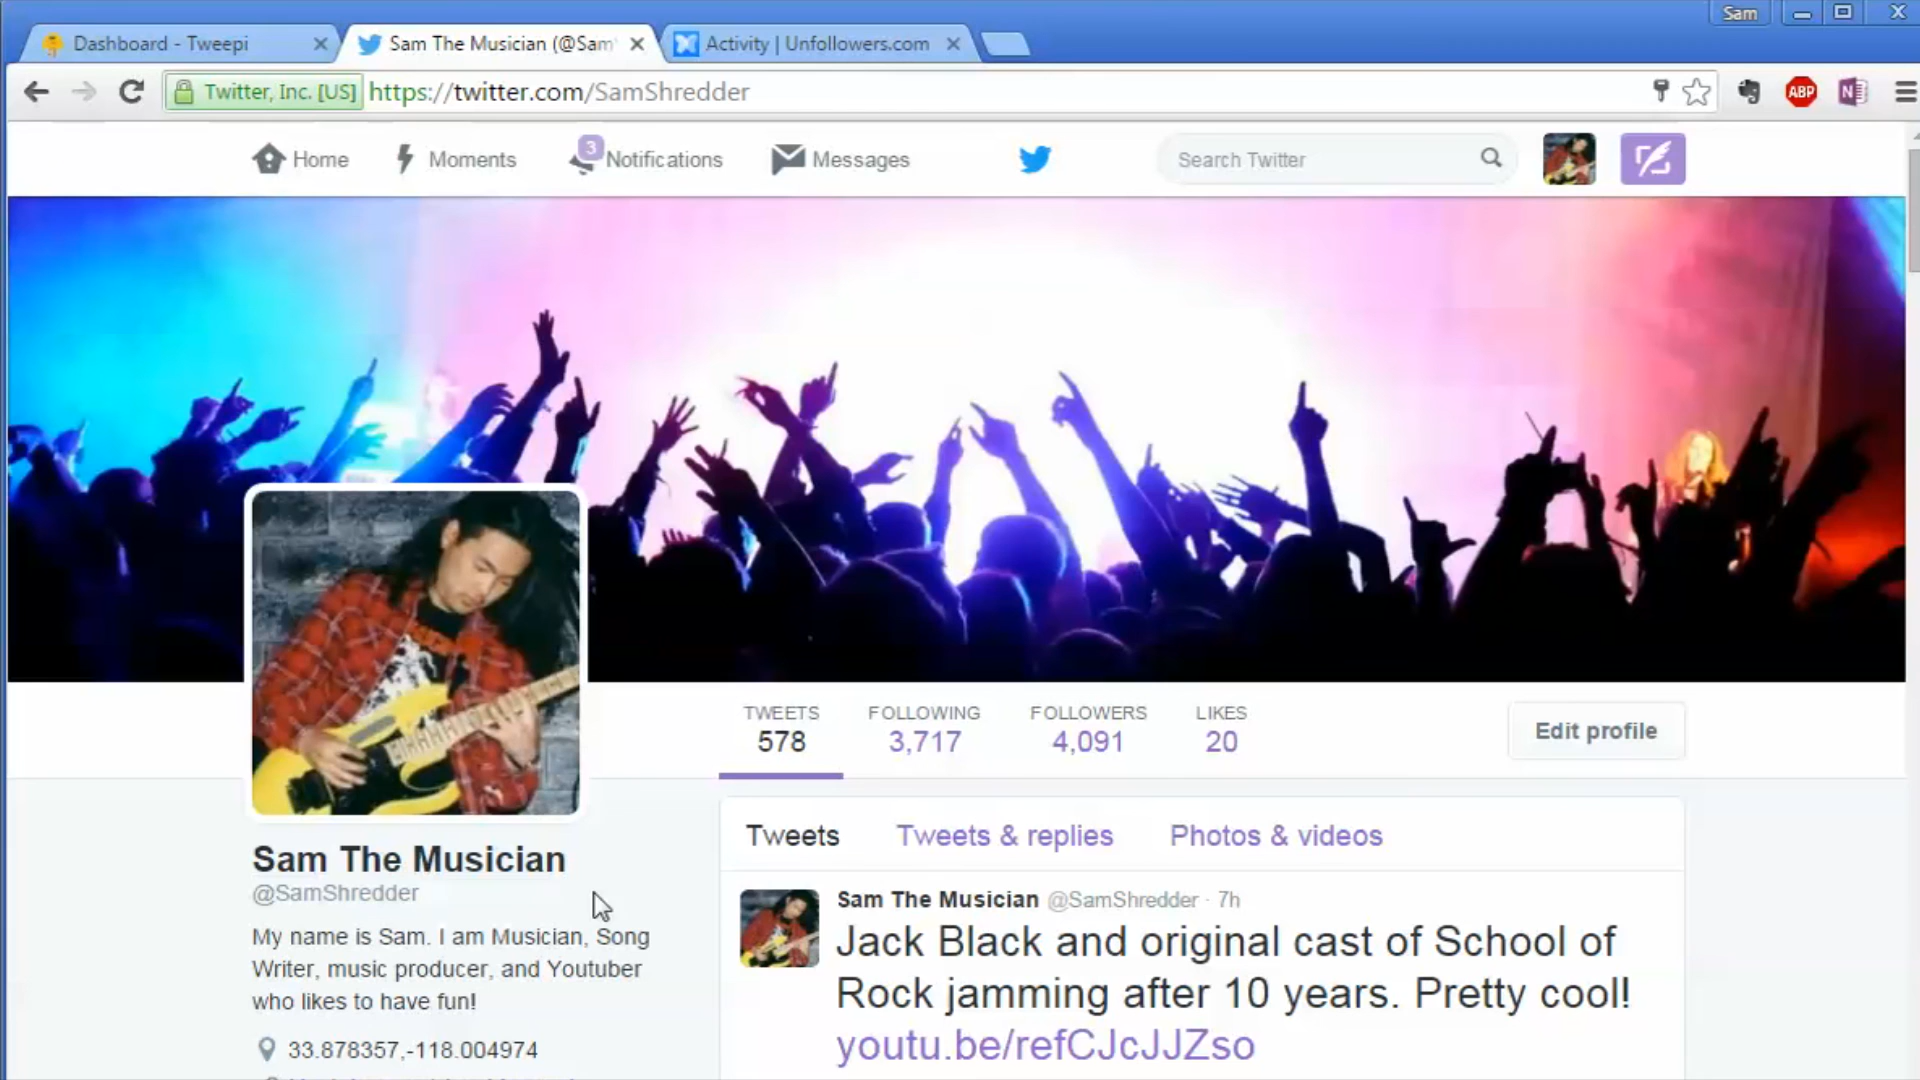 Sam
Dashboard - Tweepi
Sam The Musician (@Sam
Activity | Unfollowers.com
Twitter, Inc. [US]
https://twitter.com/SamShredder
ABP
N
Home
Moments
3
Notifications
Messages
Search Twitter
TWEETS
578
FOLLOWING
3,717
FOLLOWERS
4,091
LIKES
20
Edit profile
Sam The Musician
@SamShredder
My name is Sam. I am Musician, Song
Writer, music producer, and Youtuber
who likes to have fun!
33.878357,-118.004974
Tweets
Tweets & replies
Photos & videos
Sam The Musician @SamShredder · 7h
Jack Black and original cast of School of
Rock jamming after 10 years. Pretty cool!
youtu.be/refCJcJJZso